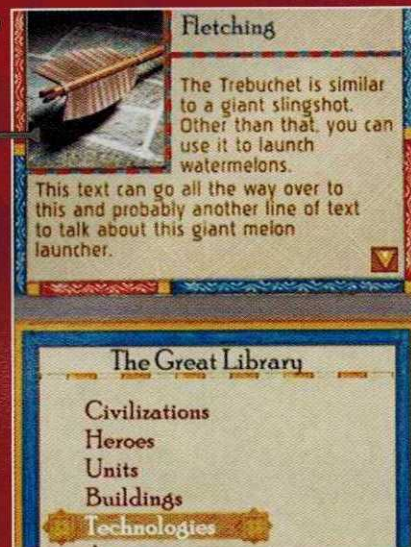 Fletching
The Trebuchet is similar
to a giant slingshot.
Other than that, you can
use it to launch
watermelons.
This text can go all the way over to
this and probably another line of text
to talk about this giant melon
launcher.
The Great Library
Civilizations
Heroes
Units
Buildings
Technologies